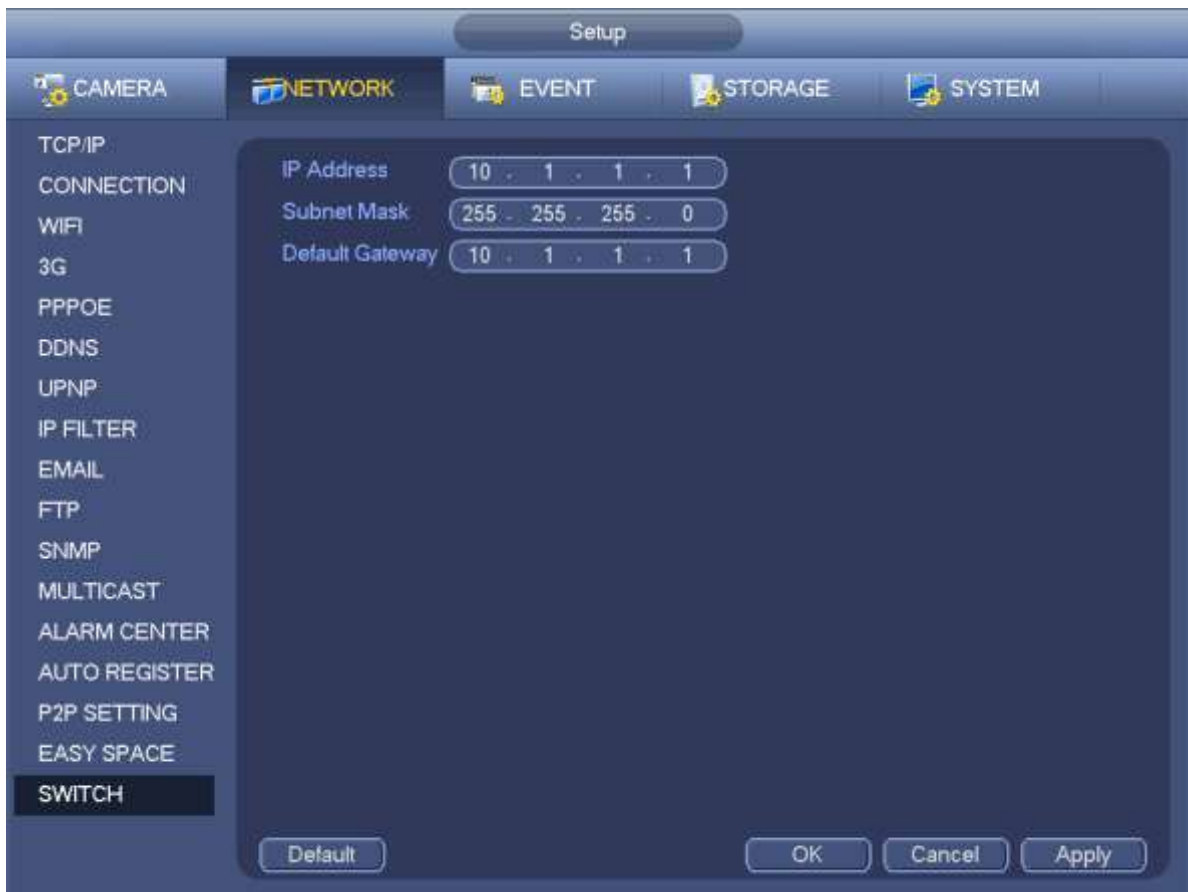 Setup
CAMERA NETWORK EVENT STORAGE SYSTEM
TCP/IP
CONNECTION
WIFI
3G
PPPOE
DDNS
UPNP
IP FILTER
EMAIL
FTP
SNMP
MULTICAST
ALARM CENTER
AUTO REGISTER
P2P SETTING
EASY SPACE
SWITCH
IP Address 10 . 1 . 1 . 1
Subnet Mask 255 . 255 . 255 . 0
Default Gateway 10 . 1 . 1 . 1
Default OK Cancel Apply